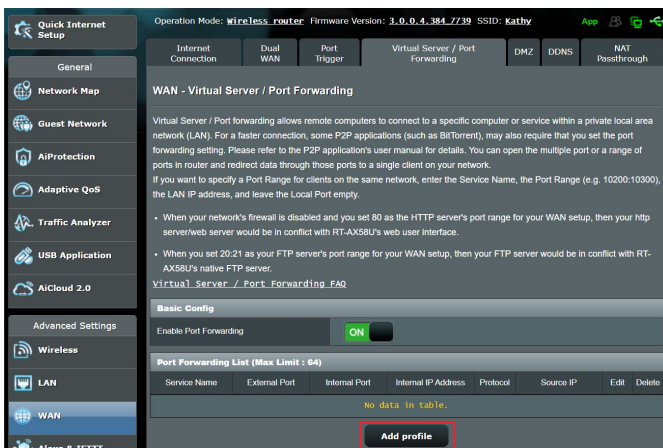 Quick Internet
Setup
Operation Mode: Wireless router Firmware Version: 3.0.0.4.384_7739 SSID: Kathy
App
Internet
Connection
Dual
WAN
Port
Trigger
Virtual Server / Port
Forwarding
DMZ
DDNS
NAT
Passthrough
General
Network Map
Guest Network
AiProtection
Adaptive QoS
Traffic Analyzer
USB Application
AiCloud 2.0
Advanced Settings
Wireless
LAN
WAN
Alexa & IFTTT
WAN - Virtual Server / Port Forwarding
Virtual Server / Port forwarding allows remote computers to connect to a specific computer or service within a private local area
network (LAN). For a faster connection, some P2P applications (such as BitTorrent), may also require that you set the port
forwarding setting. Please refer to the P2P application's user manual for details. You can open the multiple port or a range of
ports in router and redirect data through those ports to a single client on your network.
If you want to specify a Port Range for clients on the same network, enter the Service Name, the Port Range (e.g. 10200:10300),
the LAN IP address, and leave the Local Port empty.
• When your network's firewall is disabled and you set 80 as the HTTP server's port range for your WAN setup, then your http
server/web server would be in conflict with RT-AX58U's web user interface.
• When you set 20:21 as your FTP server's port range for your WAN setup, then your FTP server would be in conflict with RT-
AX58U's native FTP server.
Virtual Server / Port Forwarding FAQ
Basic Config
Enable Port Forwarding
ON
Port Forwarding List (Max Limit : 64)
Service Name External Port Internal Port Internal IP Address Protocol Source IP Edit Delete
No data in table.
Add profile